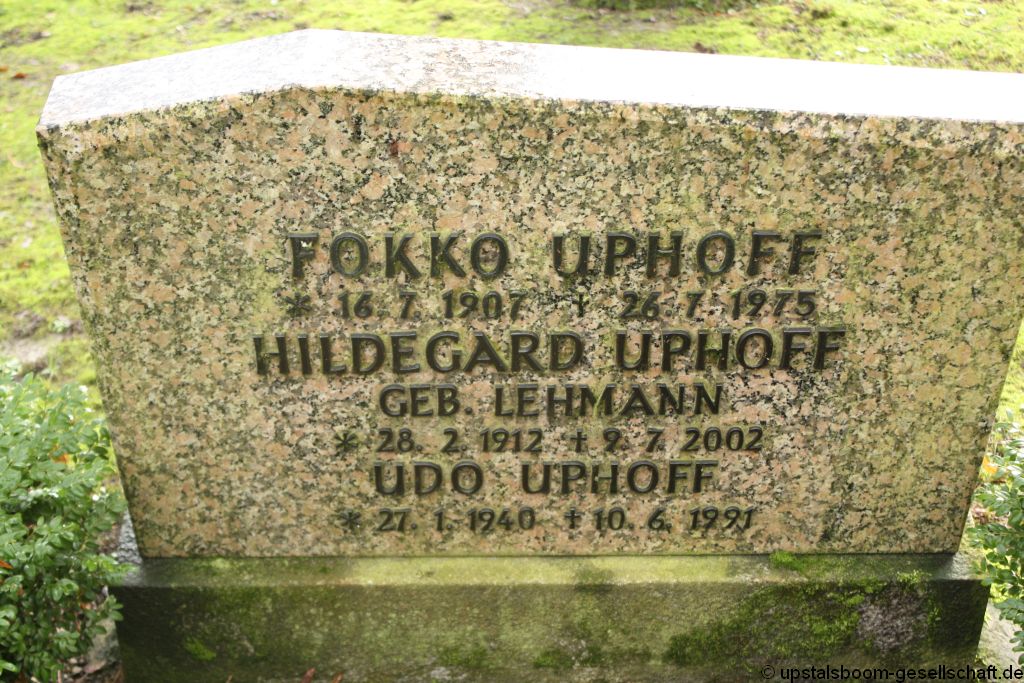 FOKKO UPHOFF
* 16. 7. 1907 † 26. 7. 1975
HILDEGARD UPHOFF
GEB. LEHMANN
* 28. 2. 1912 † 9. 7. 2002
UDO UPHOFF
* 27. 1. 1940 † 10. 6. 1991
© upstalsboom-gesellschaft.de